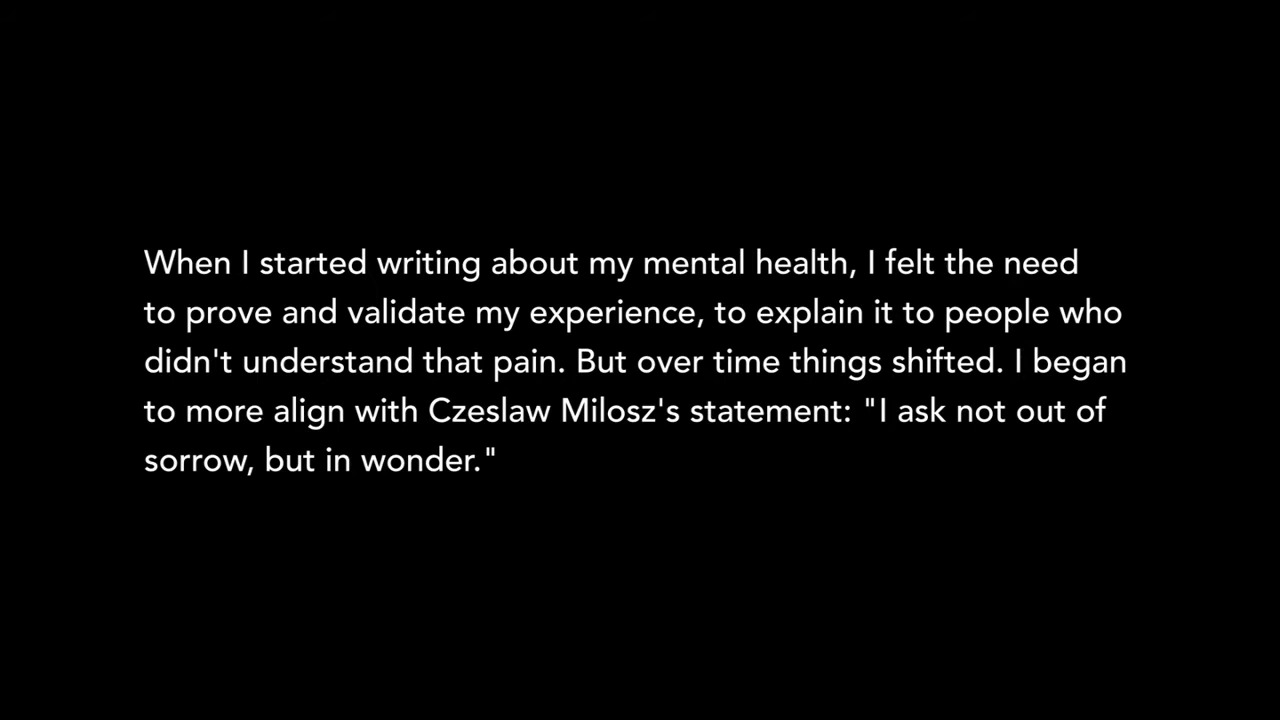 When I started writing about my mental health, I felt the need
to prove and validate my experience, to explain it to people who
didn't understand that pain. But over time things shifted. I began
to more align with Czeslaw Milosz's statement: "I ask not out of
sorrow, but in wonder."